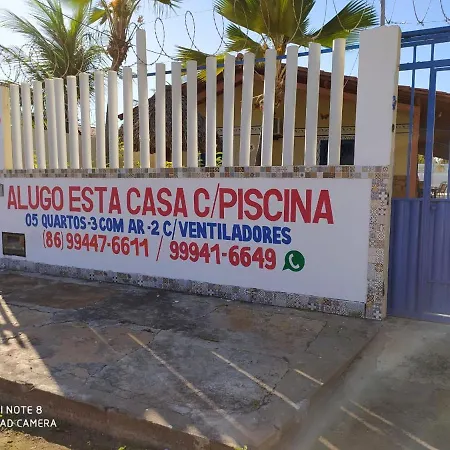 ALUGO ESTA CASA C/PISCINA
05 QUARTOS-3 COM AR-2 C/VENTILADORES
(86) 99447-6611 / 99941-6649
I NOTE 8
AD CAMERA